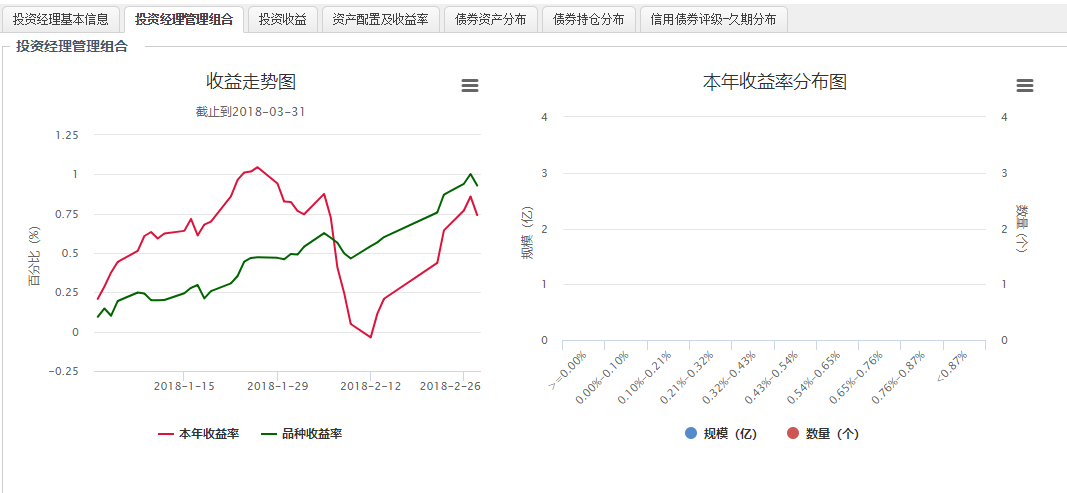 投资经理基本信息 投资经理管理组合 投资收益 资产配置及收益率 债券资产分布 债券持仓分布 信用债券评级-久期分布
投资经理管理组合
收益走势图
截止到2018-03-31
百分比 (%)
1.25
1
0.75
0.5
0.25
0
-0.25
2018-1-15 2018-1-29 2018-2-12 2018-2-26
本年收益率 品种收益率
本年收益率分布图
规模 (亿)
4
3
2
1
0
4
3
2
1
0
数量 (个)
>=0.00% 0.00%-0.10% 0.10%-0.21% 0.21%-0.32% 0.32%-0.43% 0.43%-0.54% 0.54%-0.65% 0.65%-0.76% 0.76%-0.87% <0.87%
规模 (亿) 数量 (个)